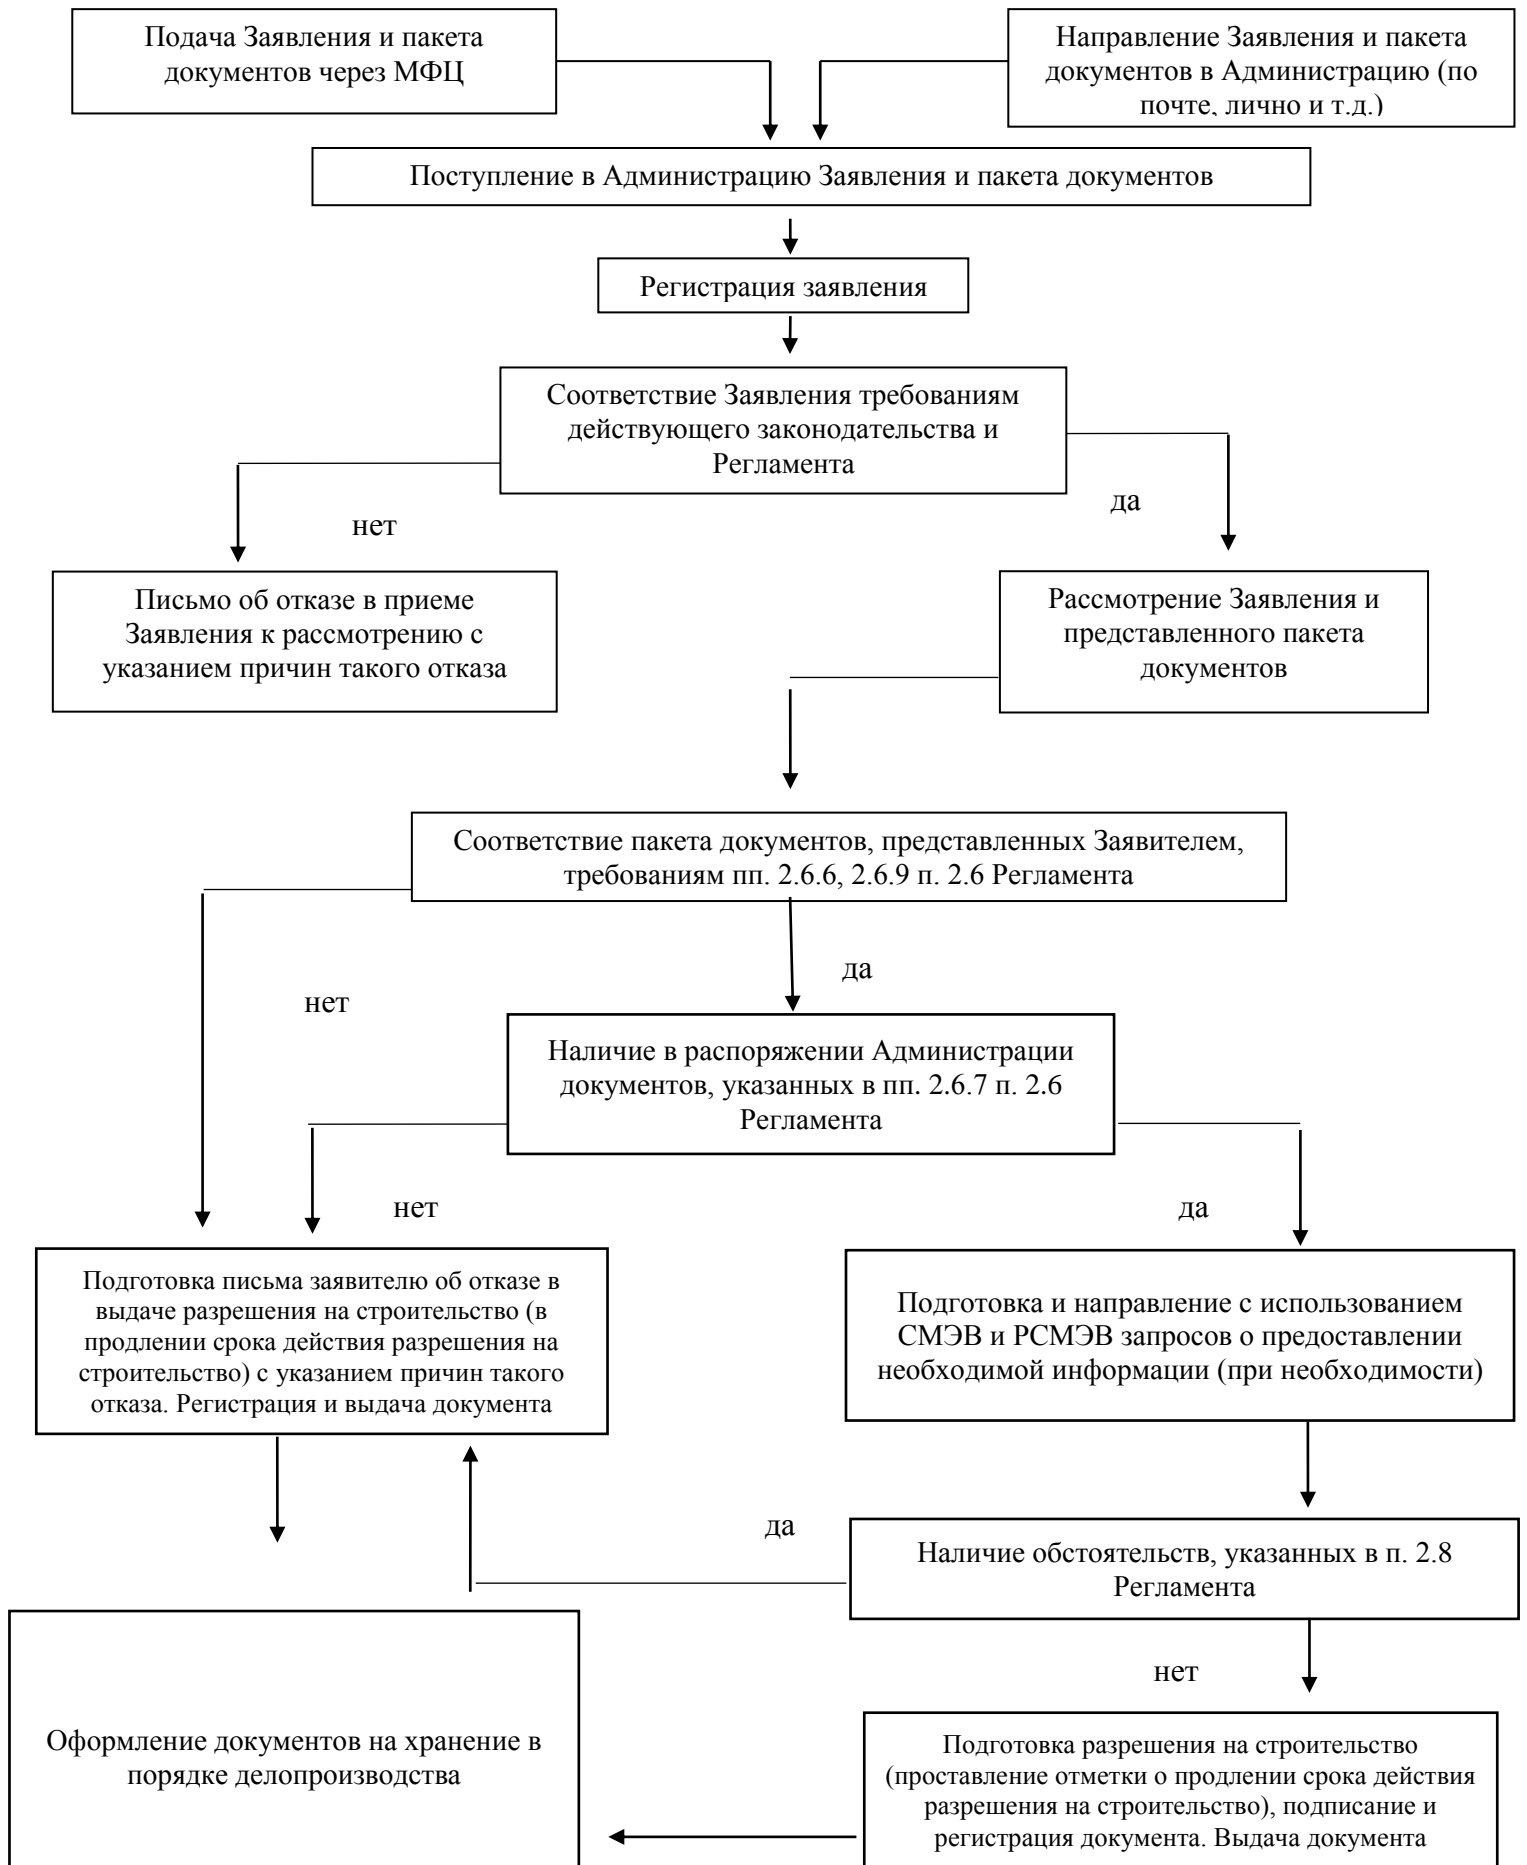 Подача Заявления и пакета
документов через МФЦ
Направление Заявления и пакета
документов в Администрацию (по
почте, лично и т.д.)
Поступление в Администрацию Заявления и пакета документов
Регистрация заявления
Соответствие Заявления требованиям
действующего законодательства и
Регламента
нет
да
Письмо об отказе в приеме
Заявления к рассмотрению с
указанием причин такого отказа
Рассмотрение Заявления и
представленного пакета
документов
Соответствие пакета документов, представленных Заявителем,
требованиям пп. 2.6.6, 2.6.9 п. 2.6 Регламента
да
нет
Наличие в распоряжении Администрации
документов, указанных в пп. 2.6.7 п. 2.6
Регламента
нет
да
Подготовка письма заявителю об отказе в
выдаче разрешения на строительство (в
продлении срока действия разрешения на
строительство) с указанием причин такого
отказа. Регистрация и выдача документа
Подготовка и направление с использованием
СМЭВ и РСМЭВ запросов о предоставлении
необходимой информации (при необходимости)
да
Наличие обстоятельств, указанных в п. 2.8
Регламента
нет
Оформление документов на хранение в
порядке делопроизводства
Подготовка разрешения на строительство
(проставление отметки о продлении срока действия
разрешения на строительство), подписание и
регистрация документа. Выдача документа